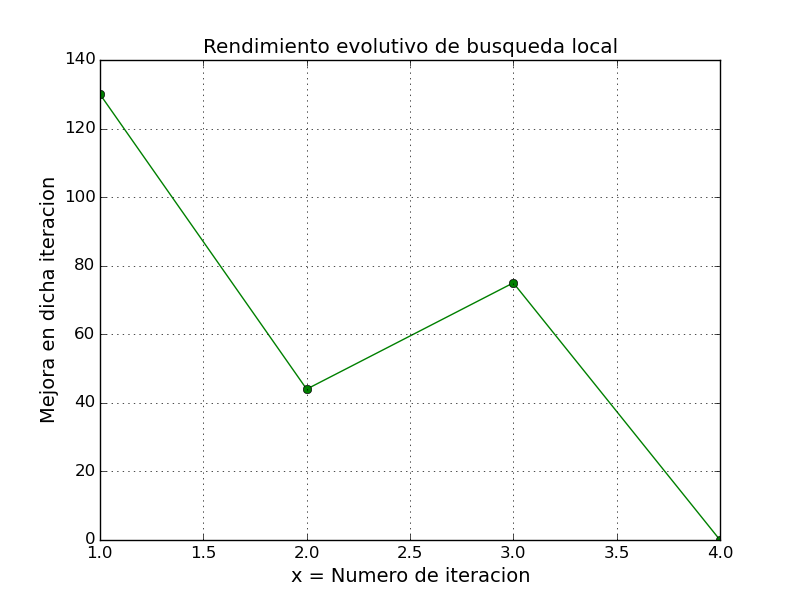 Rendimiento evolutivo de busqueda local
140
120
100
80
60
40
20
0
Mejora en dicha iteracion
1.0 1.5 2.0 2.5 3.0 3.5 4.0
x = Numero de iteracion